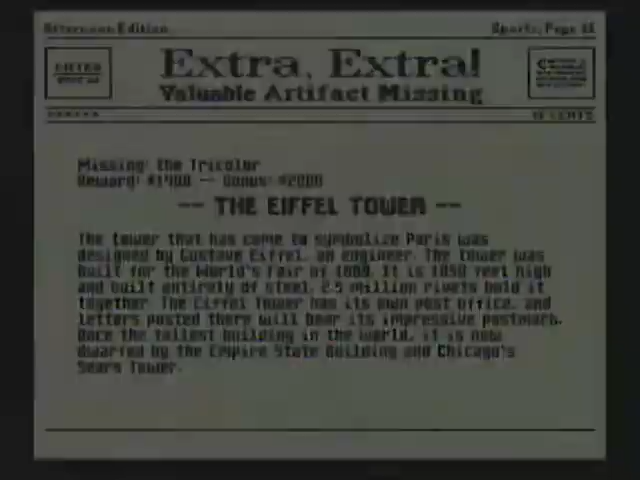 Afternoon Edition
Sports, Page
Extra, Extra!
Valuable Artifact Missing
CENTS
Missing: the Tricolor
Reward: $1400 -- Bonus: $2000
-- THE EIFFEL TOWER --
The tower that has come to symbolize Paris was
designed by Gustave Eiffel, an engineer. The tower was
built for the World's Fair of 1889. It is 1050 feet high
and built entirely of steel. 2.5 million rivets hold it
together. The Eiffel Tower has its own post office, and
letters posted there will bear its impressive postmark.
Once the tallest building in the world, it is now
dwarfed by the Empire State Building and Chicago's
Sears Tower.